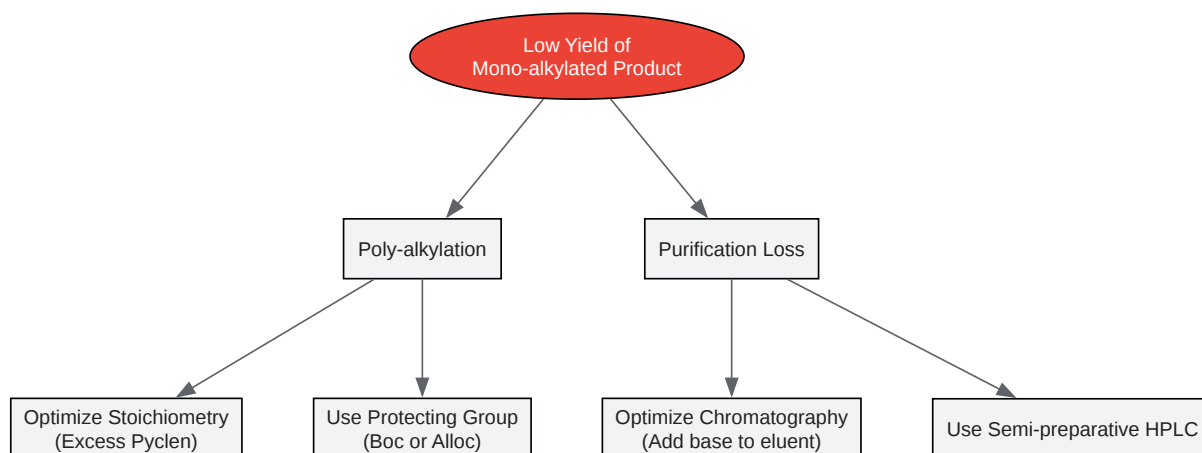 Low Yield of
Mono-alkylated Product
Poly-alkylation
Purification Loss
Optimize Stoichiometry
(Excess Pyclen)
Use Protecting Group
(Boc or Alloc)
Optimize Chromatography
(Add base to eluent)
Use Semi-preparative HPLC